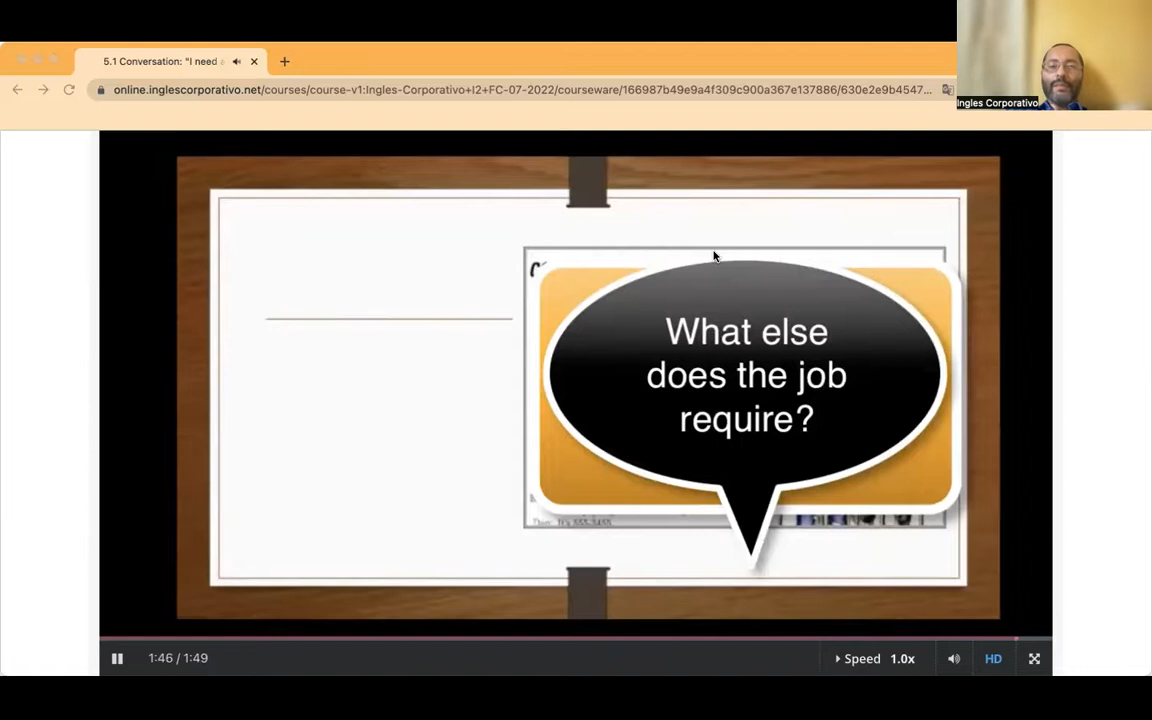 5.1 Conversation: "I need
online.inglescorporativo.net/courses/course-v1:Ingles-Corporativo+I2+FC-07-2022/courseware/166987b49e9a4f309c900a367e137886/630e2e9b4547...
Ingles Corporativo
What else
does the job
require?
1:46 / 1:49
Speed 1.0x
HD